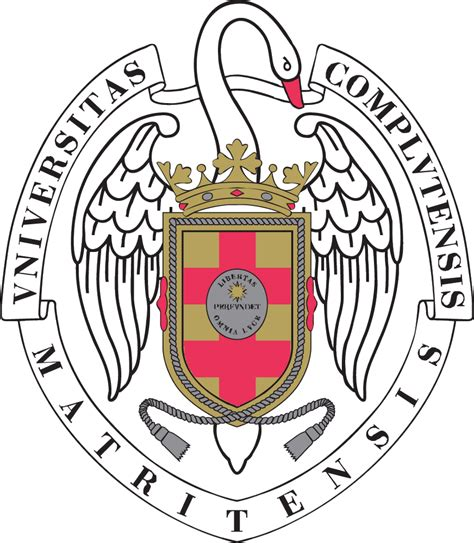 VNIVERSITAS
COMPLVTENSIS
MATRITENSIS
LIBERTAS
PERFVNDET
OMNIA LVCE